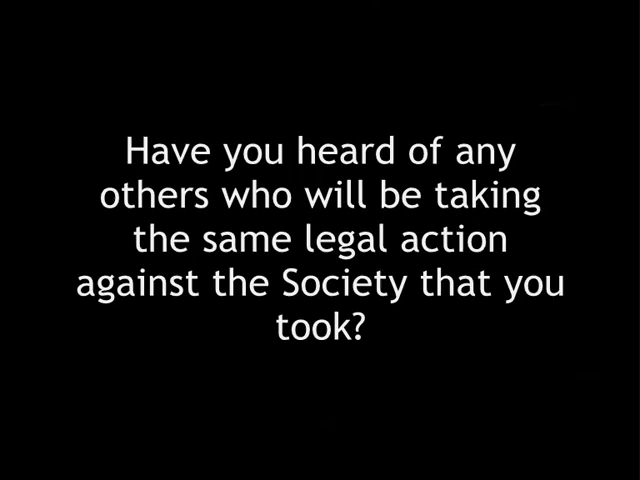 Have you heard of any
others who will be taking
the same legal action
against the Society that you
took?